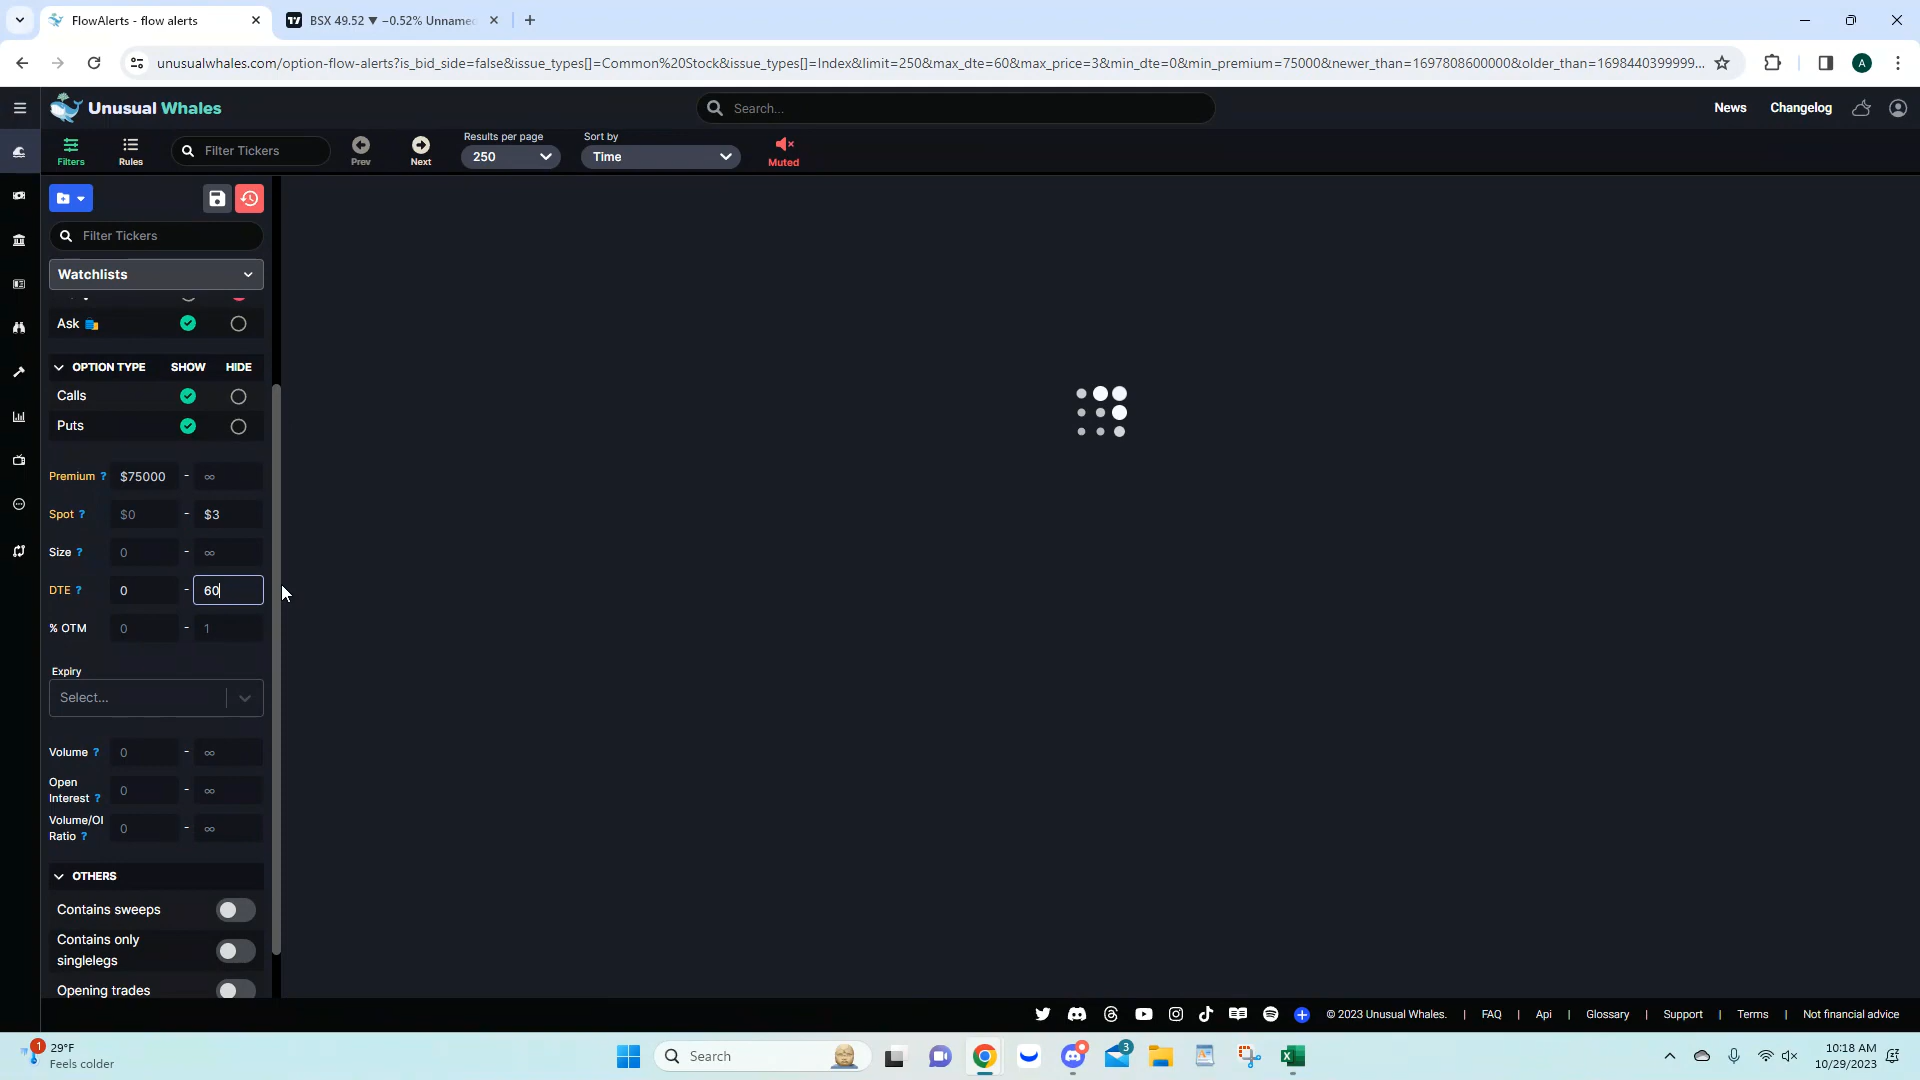 FlowAlerts - flow alerts
BSX 49.52 ▼ −0.52% Unname
unusualwhales.com/option-flow-alerts?is_bid_side=false&issue_types[]=Common%20Stock&issue_types[]=Index&limit=250&max_dte=60&max_price=3&min_dte=0&min_premium=75000&newer_than=1697808600000&older_than=1698440399999...
A
Unusual Whales
Search...
News
Changelog
Filters
Rules
Filter Tickers
Prev
Next
Results per page
250
Sort by
Time
Muted
Filter Tickers
Watchlists
Ask
OPTION TYPE SHOW HIDE
Calls
Puts
Premium ? $75000 - ∞
Spot ? $0 - $3
Size ? 0 - ∞
DTE ? 0 - 60
% OTM 0 - 1
Expiry
Select...
Volume ? 0 - ∞
Open
Interest ? 0 - ∞
Volume/OI
Ratio ? 0 - ∞
OTHERS
Contains sweeps
Contains only
singlelegs
Opening trades
© 2023 Unusual Whales. | FAQ | Api | Glossary | Support | Terms | Not financial advice
1
29°F
Feels colder
Search
3
10:18 AM
10/29/2023